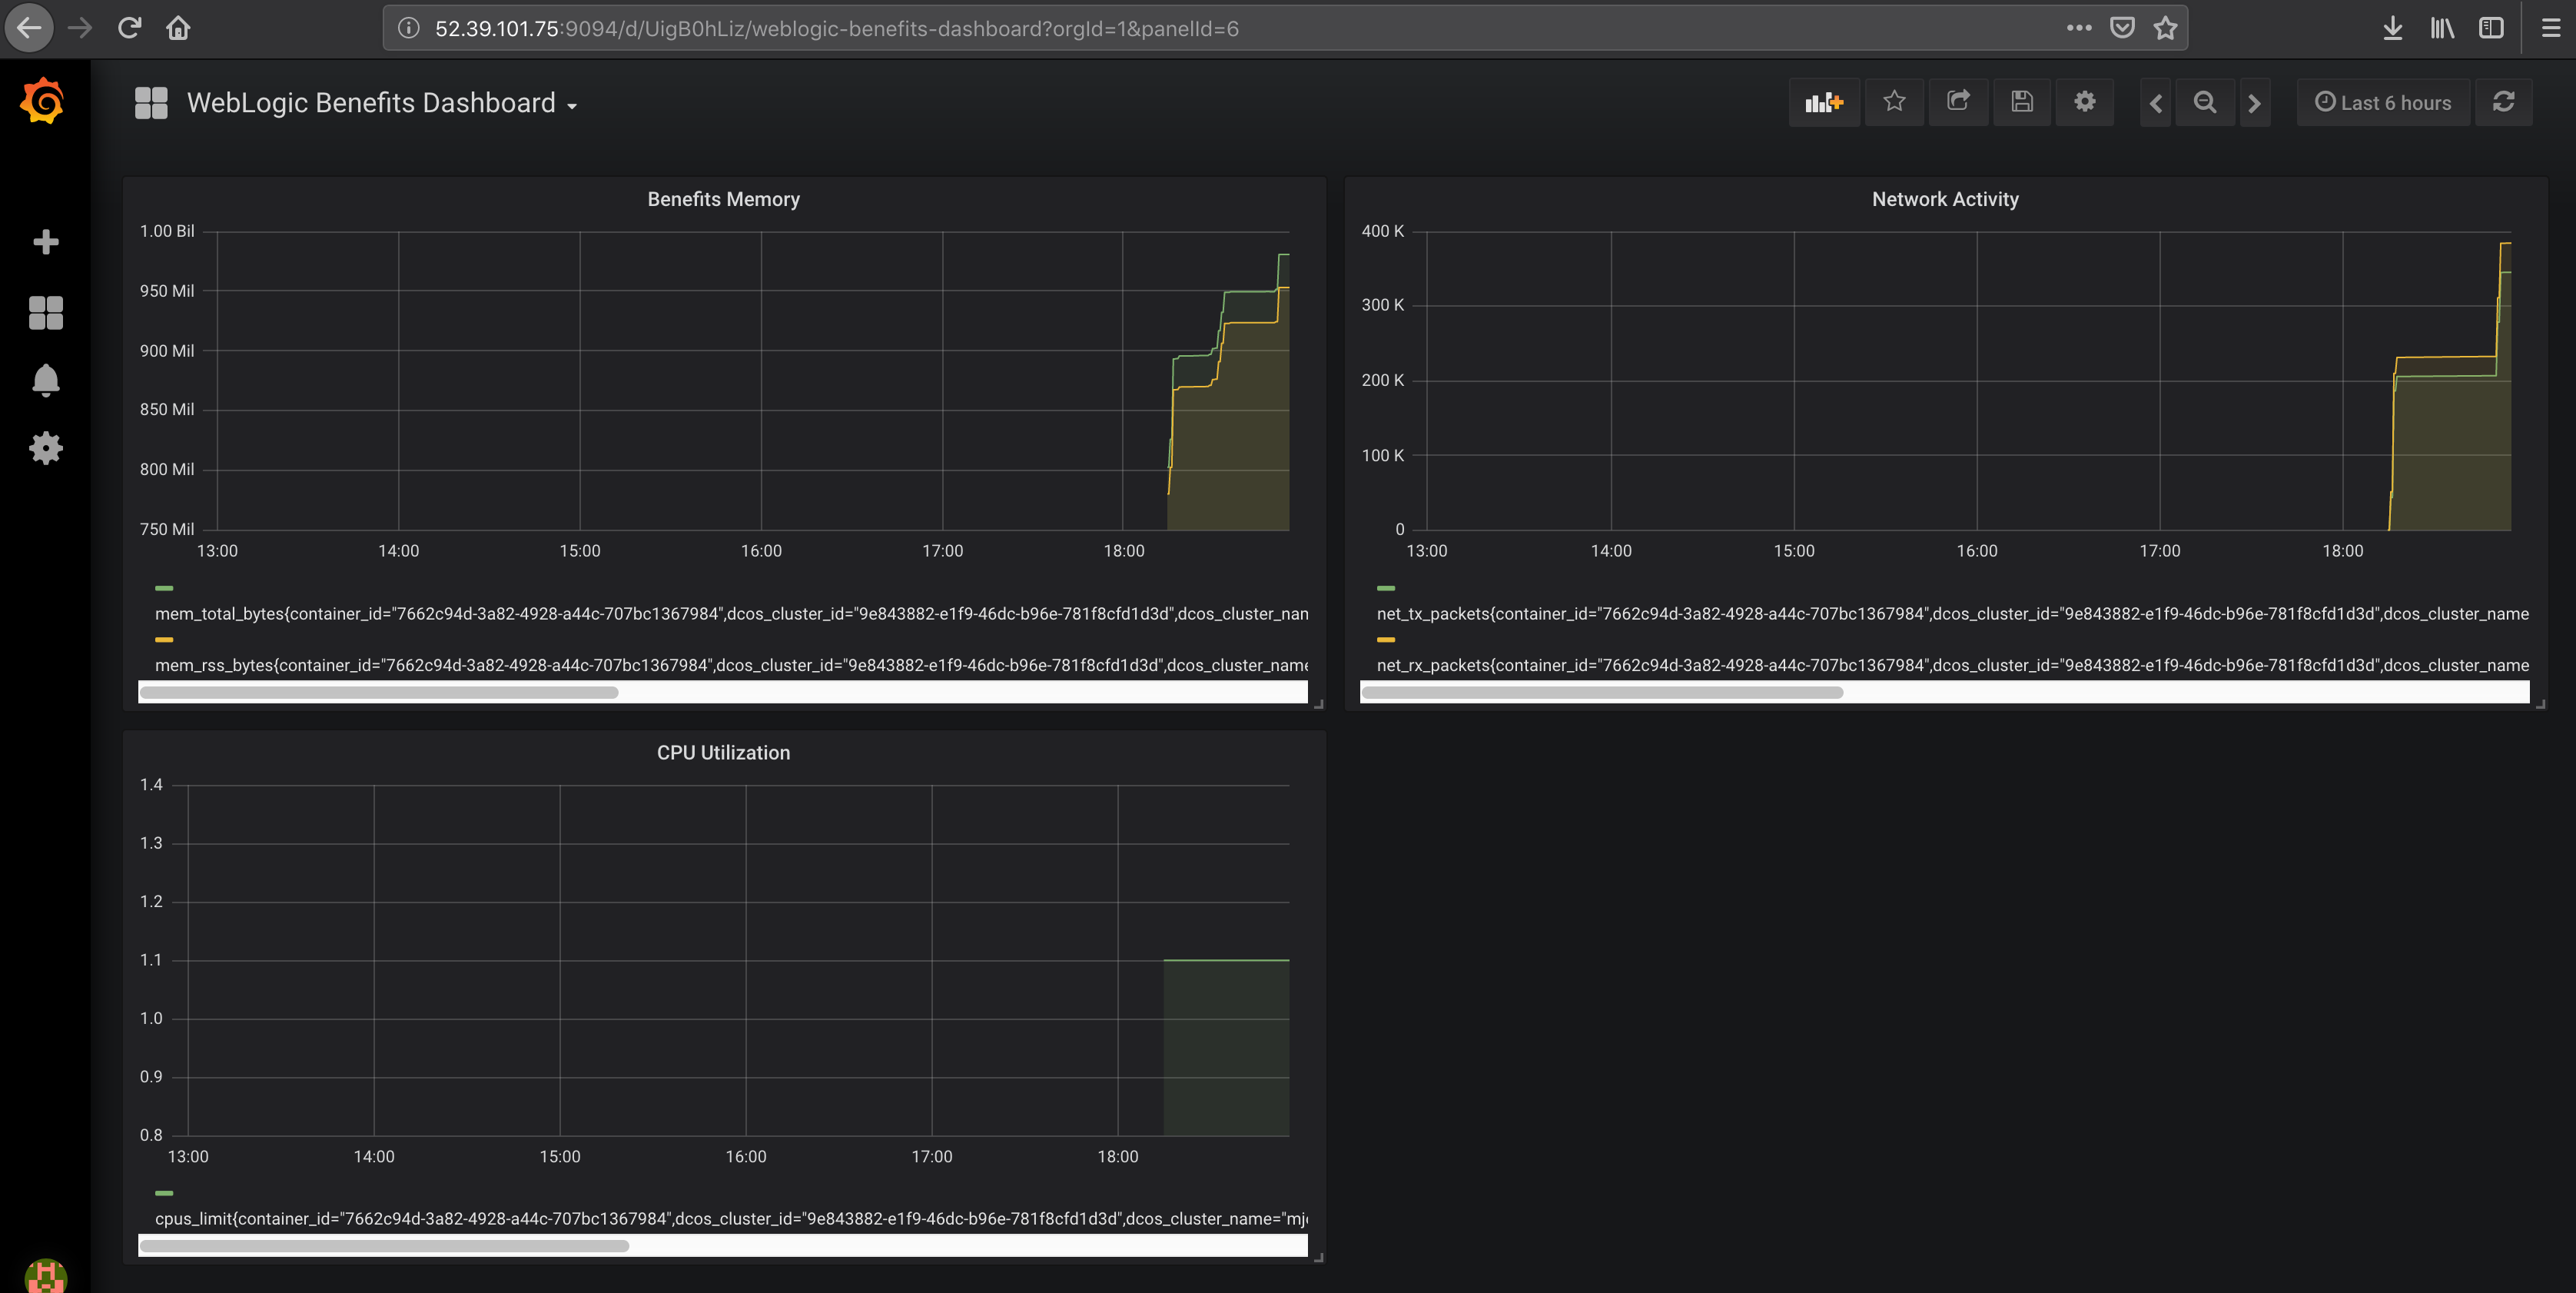 52.39.101.75:9094/d/UigB0hLiz/weblogic-benefits-dashboard?orgId=1&panelId=6
WebLogic Benefits Dashboard
Last 6 hours
Benefits Memory
1.00 Bil
950 Mil
900 Mil
850 Mil
800 Mil
750 Mil
13:00 14:00 15:00 16:00 17:00 18:00
mem_total_bytes{container_id="7662c94d-3a82-4928-a44c-707bc1367984",dcos_cluster_id="9e843882-e1f9-46dc-b96e-781f8cfd1d3d",dcos_cluster_nam
mem_rss_bytes{container_id="7662c94d-3a82-4928-a44c-707bc1367984",dcos_cluster_id="9e843882-e1f9-46dc-b96e-781f8cfd1d3d",dcos_cluster_name
Network Activity
400 K
300 K
200 K
100 K
0
13:00 14:00 15:00 16:00 17:00 18:00
net_tx_packets{container_id="7662c94d-3a82-4928-a44c-707bc1367984",dcos_cluster_id="9e843882-e1f9-46dc-b96e-781f8cfd1d3d",dcos_cluster_name
net_rx_packets{container_id="7662c94d-3a82-4928-a44c-707bc1367984",dcos_cluster_id="9e843882-e1f9-46dc-b96e-781f8cfd1d3d",dcos_cluster_name
CPU Utilization
1.4
1.3
1.2
1.1
1.0
0.9
0.8
13:00 14:00 15:00 16:00 17:00 18:00
cpus_limit{container_id="7662c94d-3a82-4928-a44c-707bc1367984",dcos_cluster_id="9e843882-e1f9-46dc-b96e-781f8cfd1d3d",dcos_cluster_name="mj